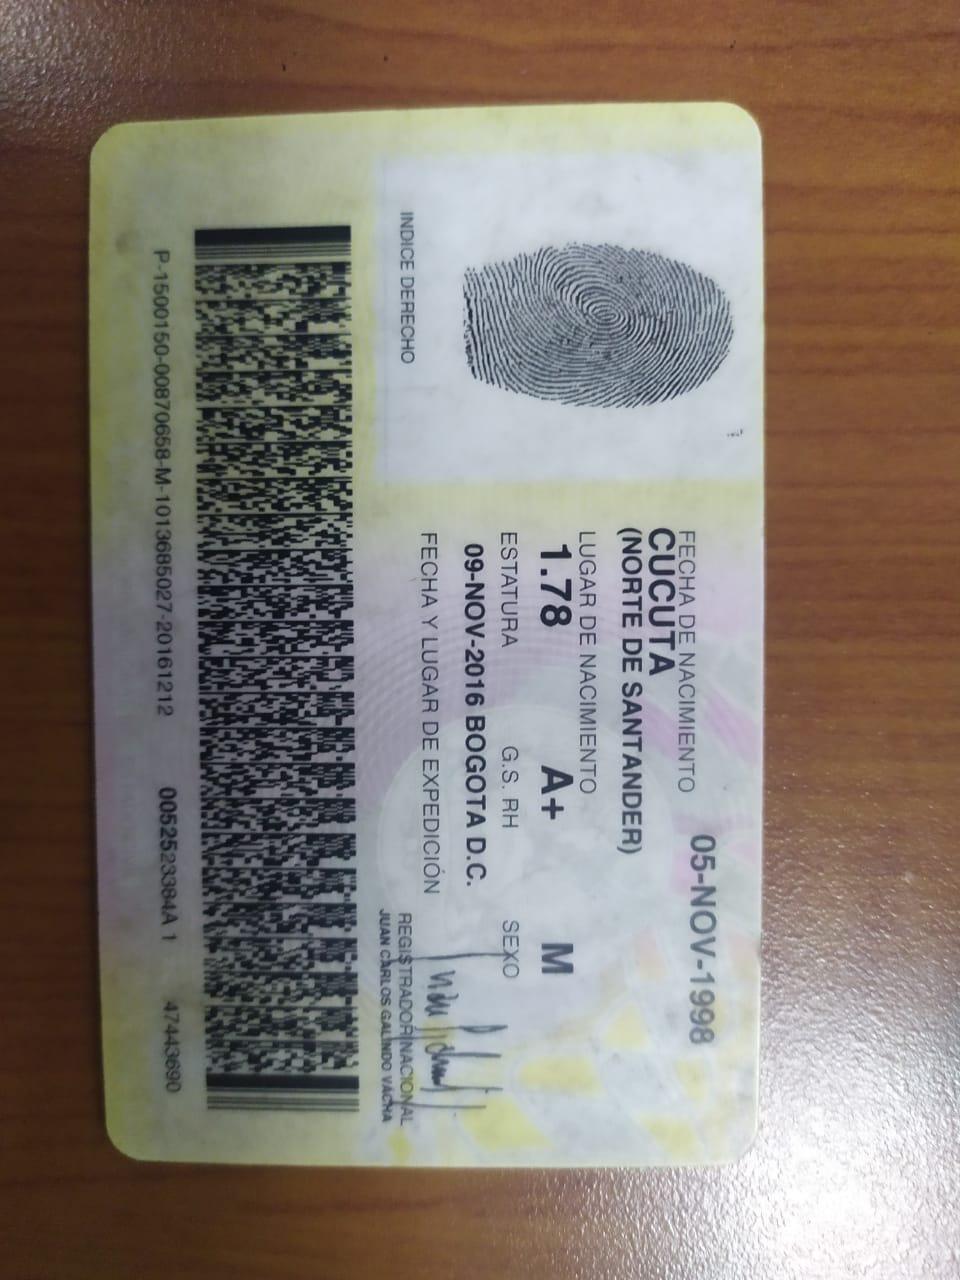 FECHA DE NACIMIENTO 05-NOV-1998
CUCUTA
(NORTE DE SANTANDER)
LUGAR DE NACIMIENTO
1.78 A+ M
ESTATURA G.S. RH SEXO
09-NOV-2016 BOGOTA D.C.
FECHA Y LUGAR DE EXPEDICIÓN
INDICE DERECHO
REGISTRADOR NACIONAL
JUAN CARLOS GALINDO VACHA
P-1500150-00870658-M-1013685027-20161212 0052523384A 1 47443690